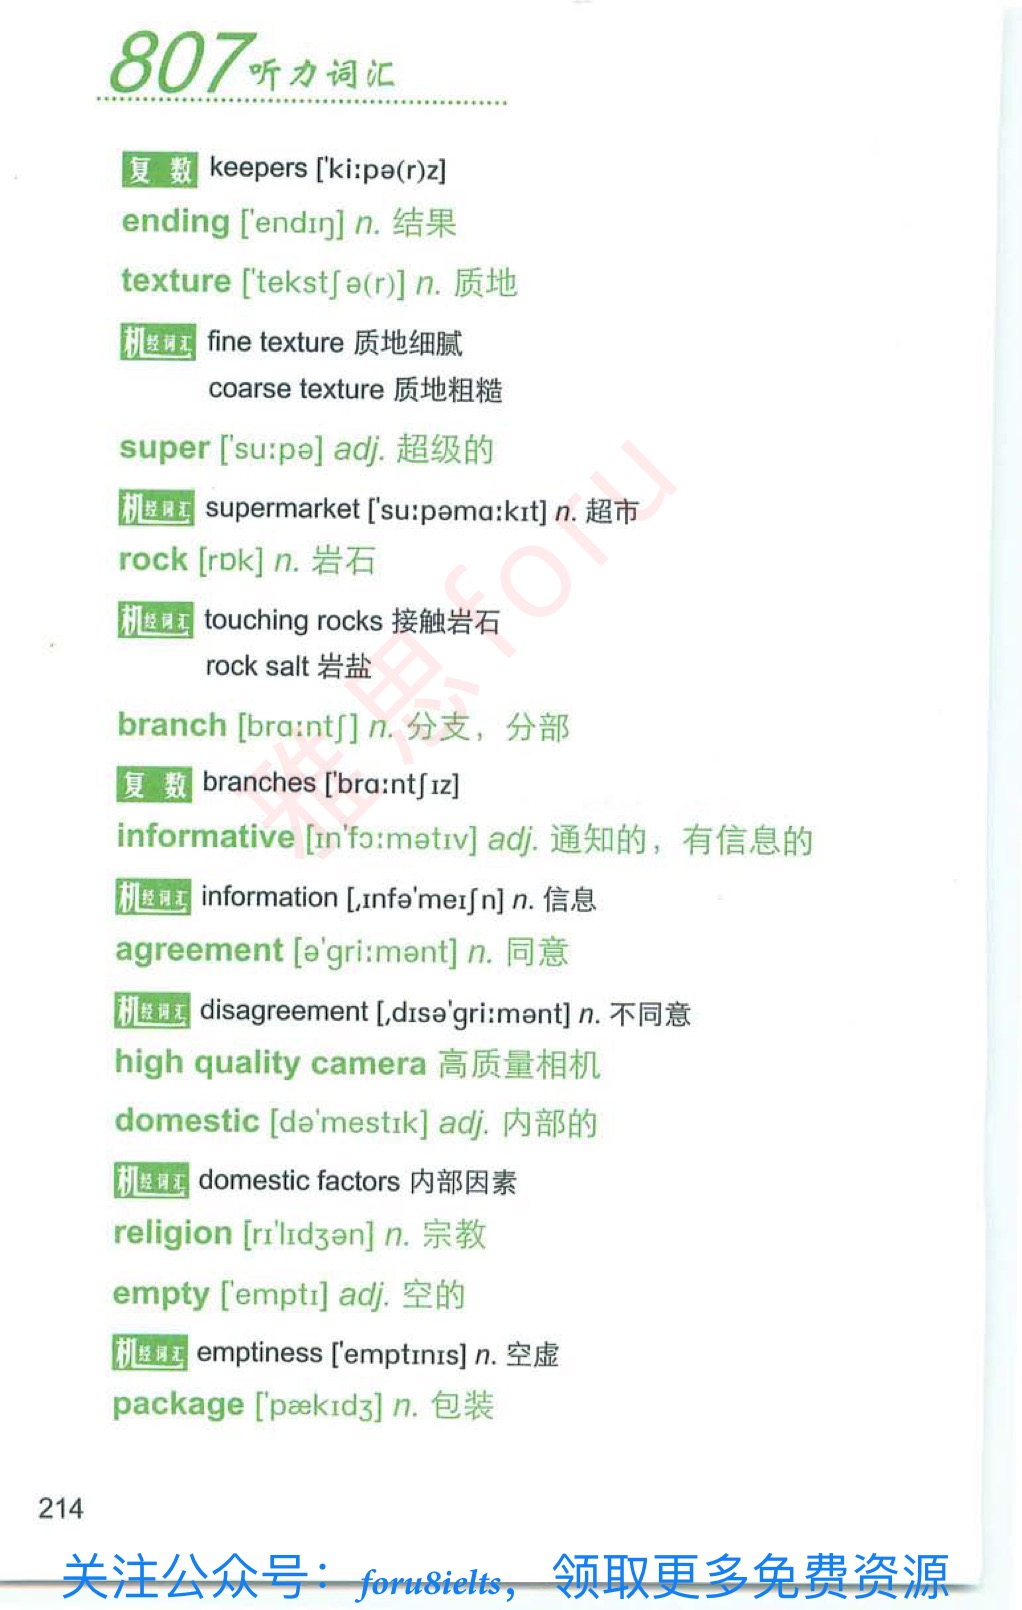 807听力词汇
复 数 keepers ['ki:pə(r)z]
ending ['endɪŋ] n. 结果
texture ['tekstʃə(r)] n. 质地
机经词汇 fine texture 质地细腻
coarse texture 质地粗糙
super ['su:pə] adj. 超级的
机经词汇 supermarket ['su:pəmɑ:kɪt] n. 超市
rock [rɒk] n. 岩石
机经词汇 touching rocks 接触岩石
rock salt 岩盐
branch [brɑ:ntʃ] n. 分支，分部
复 数 branches ['brɑ:ntʃɪz]
informative [ɪn'fɔ:mətɪv] adj. 通知的，有信息的
机经词汇 information [,ɪnfə'meɪʃn] n. 信息
agreement [ə'gri:mənt] n. 同意
机经词汇 disagreement [,dɪsə'gri:mənt] n. 不同意
high quality camera 高质量相机
domestic [də'mestɪk] adj. 内部的
机经词汇 domestic factors 内部因素
religion [rɪ'lɪdʒən] n. 宗教
empty ['emptɪ] adj. 空的
机经词汇 emptiness ['emptɪnɪs] n. 空虚
package ['pækɪdʒ] n. 包装
雅思foru
214
关注公众号：foru8ielts，领取更多免费资源